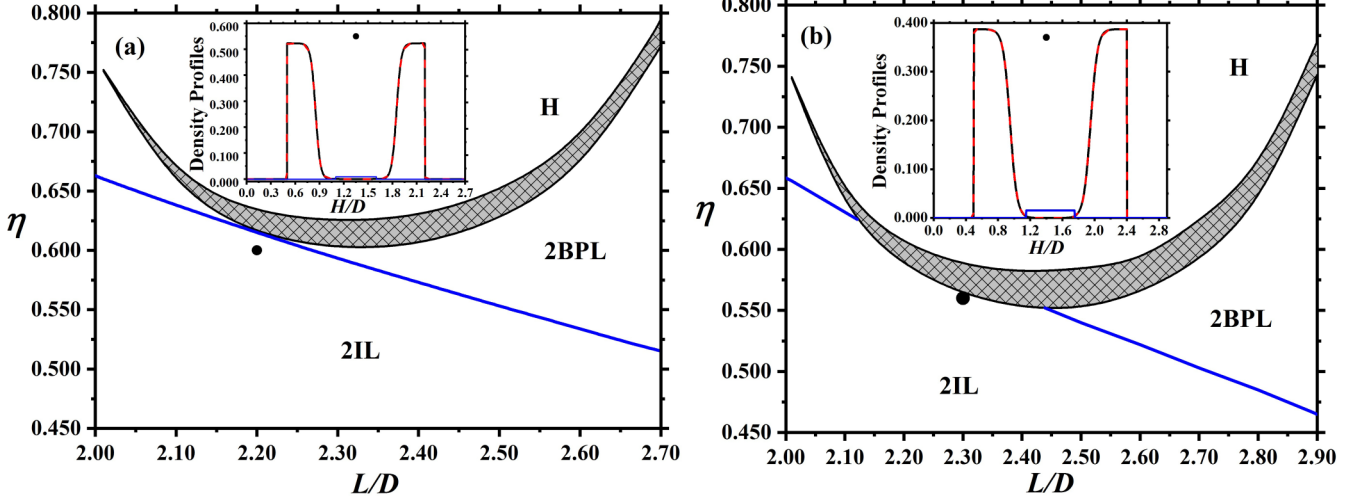 (a)
0.800
0.750
0.700
0.650
0.600
0.550
0.500
0.450
η
2.00 2.10 2.20 2.30 2.40 2.50 2.60 2.70
L/D
H
2BPL
2IL
Density Profiles
0.600
0.500
0.400
0.300
0.200
0.100
0.000
0.0 0.3 0.6 0.9 1.2 1.5 1.8 2.1 2.4 2.7
H/D
(b)
0.800
0.750
0.700
0.650
0.600
0.550
0.500
0.450
η
2.00 2.10 2.20 2.30 2.40 2.50 2.60 2.70 2.80 2.90
L/D
H
2BPL
2IL
Density Profiles
0.400
0.300
0.200
0.100
0.000
0.0 0.4 0.8 1.2 1.6 2.0 2.4 2.8
H/D